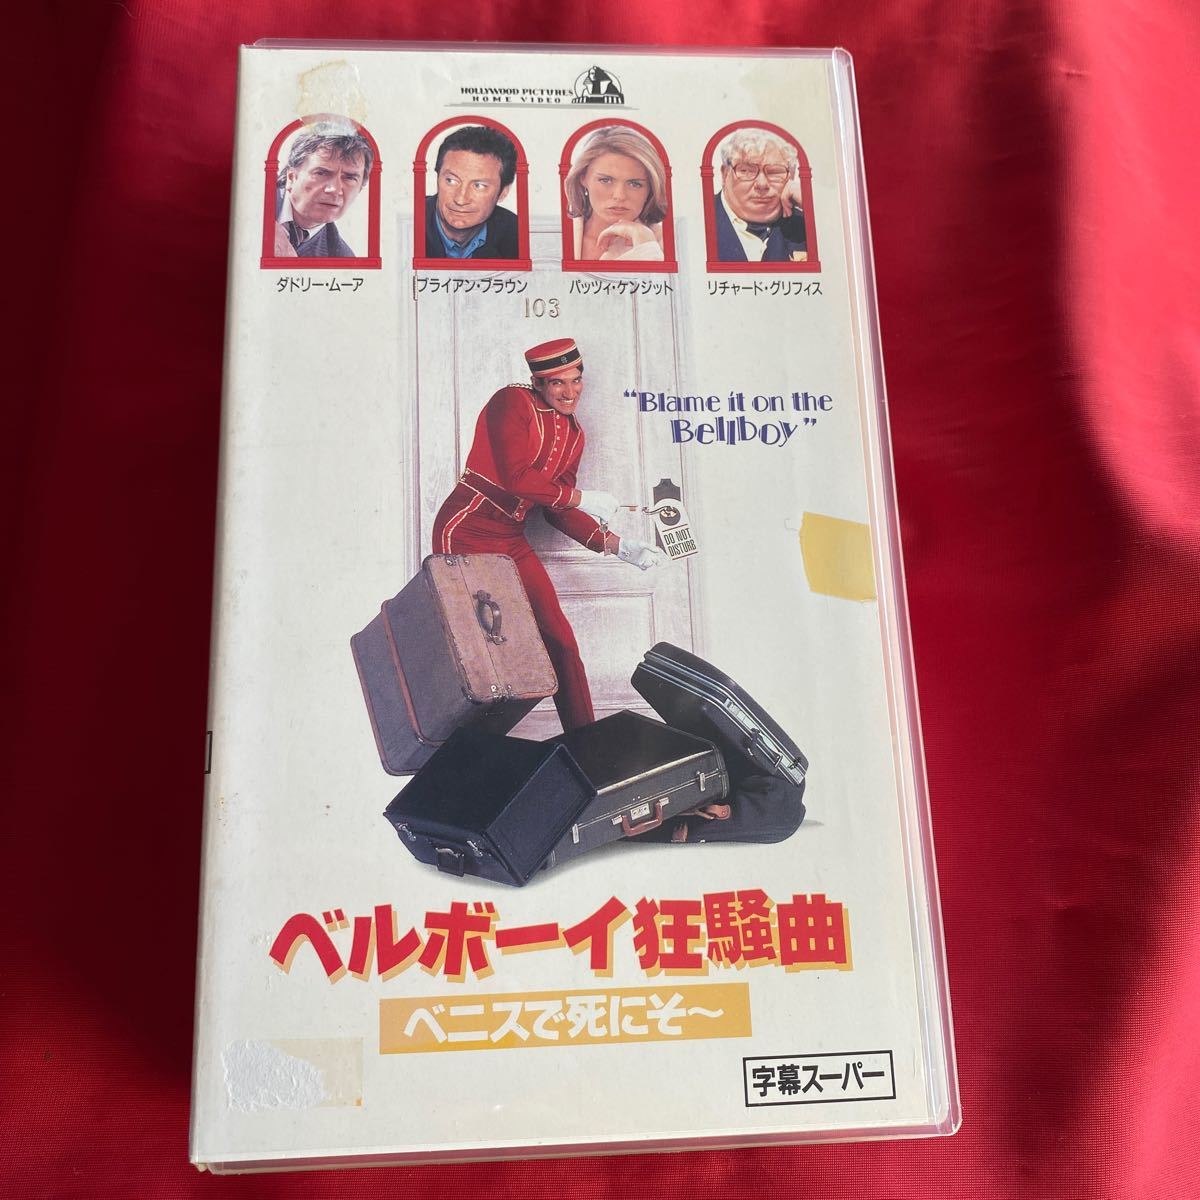 HOLLYWOOD PICTURES
HOME VIDEO
ダドリー・ムーア
ブライアン・ブラウン
パッツィ・ケンジット
リチャード・グリフィス
103
"Blame it on the
Bellboy"
DO NOT
DISTURB
ベルボーイ狂騒曲
ベニスで死にそ〜
字幕スーパー